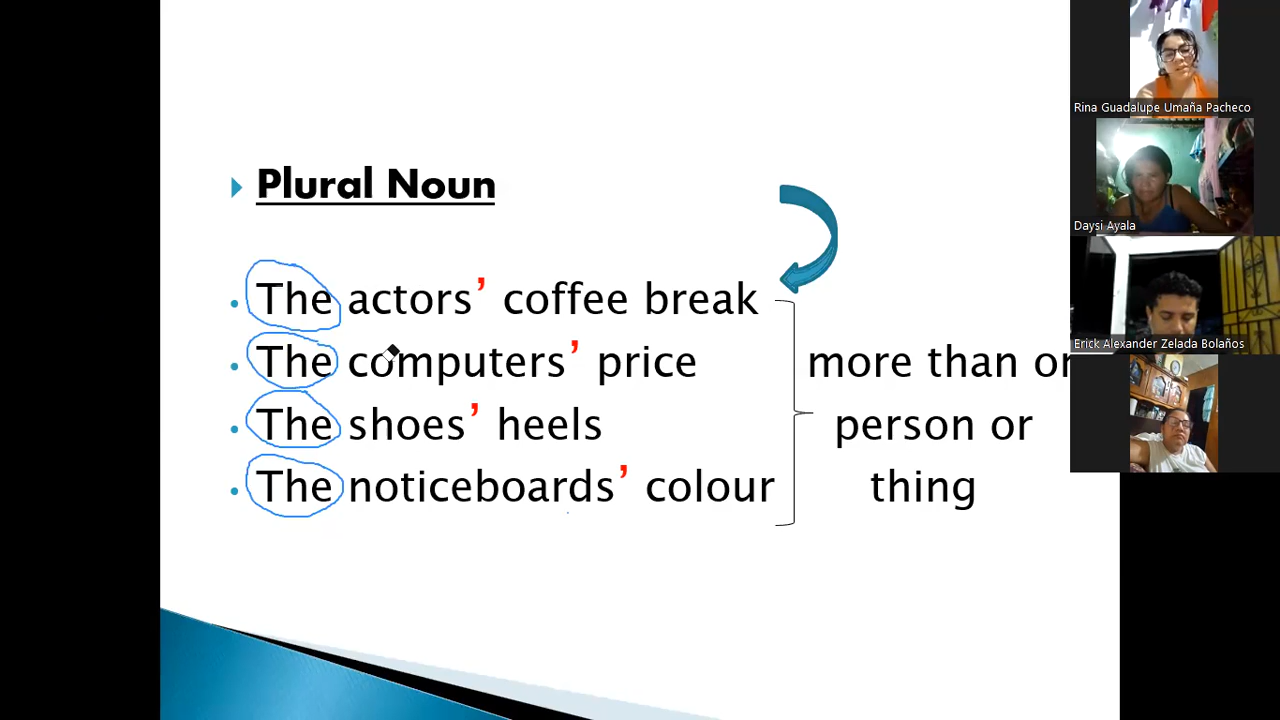 Plural Noun
The actors’ coffee break
The computers’ price
The shoes’ heels
The noticeboards’ colour
more than or
person or
thing
Rina Guadalupe Umaña Pacheco
Daysi Ayala
Erick Alexander Zelada Bolaños